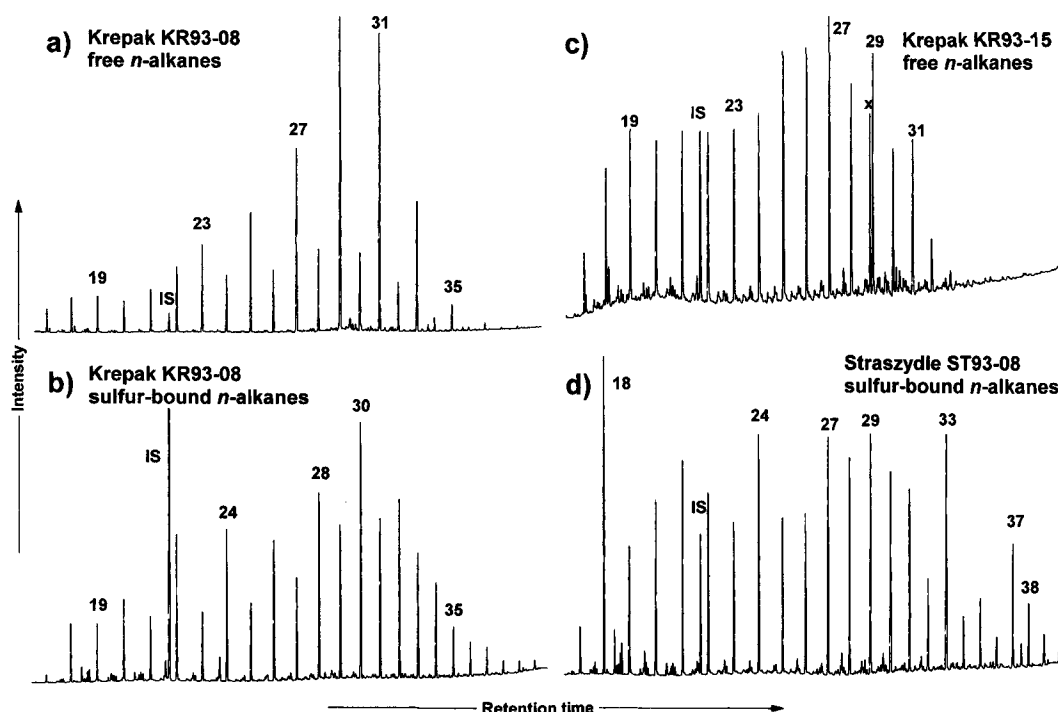 a) Krepak KR93-08
free n-alkanes
19
IS
23
27
31
35
c)
Krepak KR93-15
free n-alkanes
19
IS
23
27
29
x
31
b) Krepak KR93-08
sulfur-bound n-alkanes
19
IS
24
28
30
35
d)
Straszydle ST93-08
sulfur-bound n-alkanes
18
IS
24
27
29
33
37
38
Intensity
Retention time